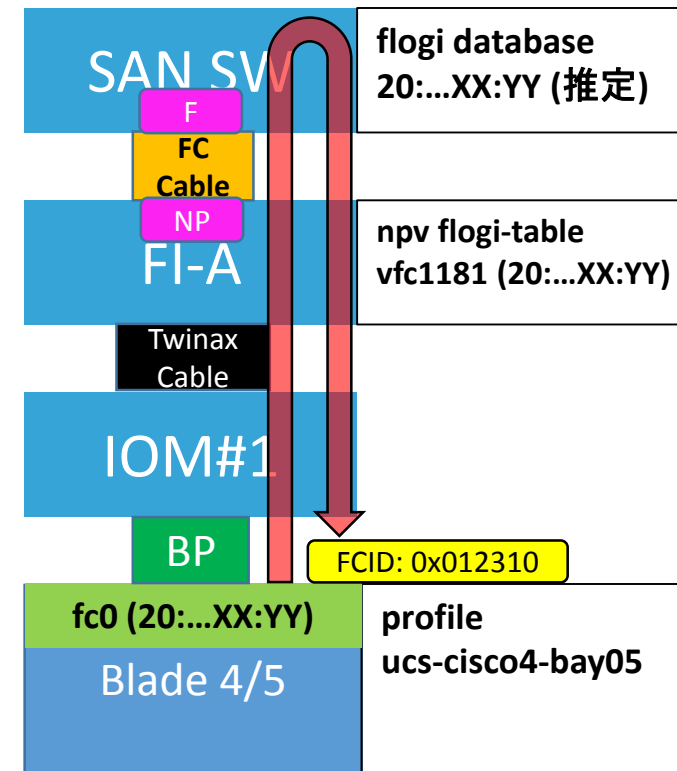 SAN SW
flogi database
20:...XX:YY (推定)
F
FC
Cable
NP
FI-A
npv flogi-table
vfc1181 (20:...XX:YY)
Twinax
Cable
IOM#1
BP
FCID: 0x012310
fc0 (20:...XX:YY)
Blade 4/5
profile
ucs-cisco4-bay05